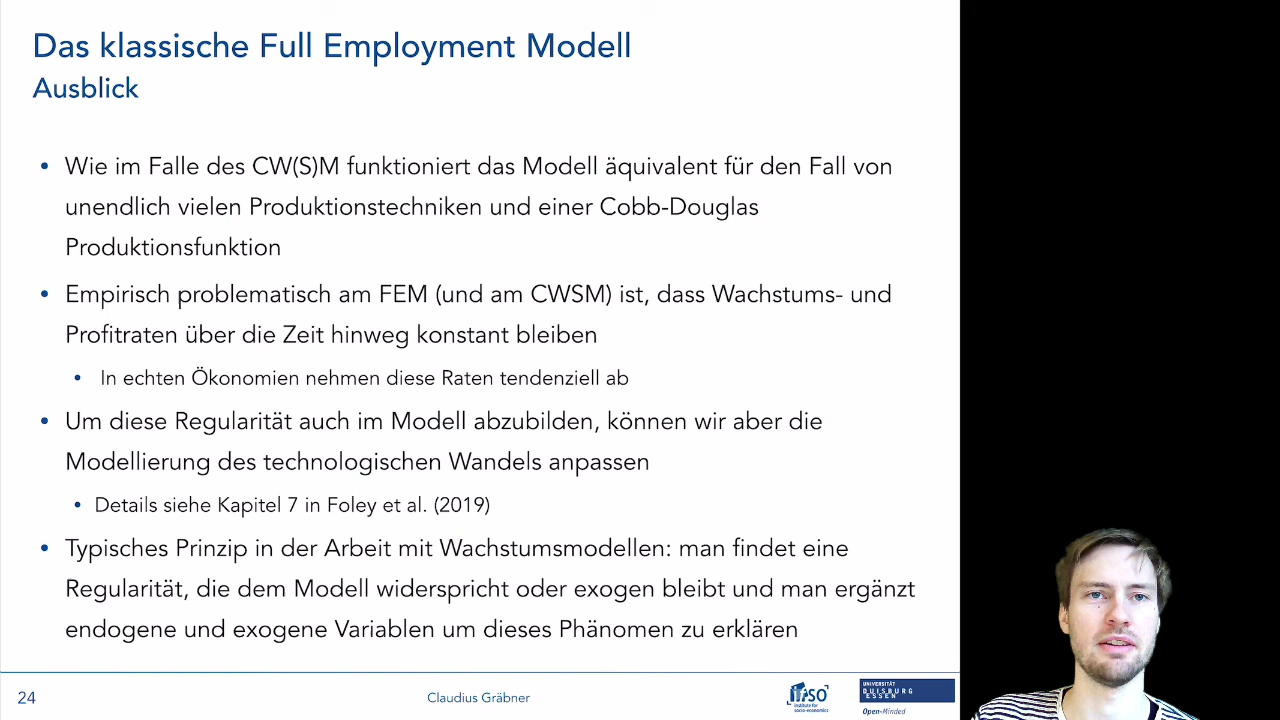 Das klassische Full Employment Modell
Ausblick
• Wie im Falle des CW(S)M funktioniert das Modell äquivalent für den Fall von
unendlich vielen Produktionstechniken und einer Cobb-Douglas
Produktionsfunktion
• Empirisch problematisch am FEM (und am CWSM) ist, dass Wachstums- und
Profitraten über die Zeit hinweg konstant bleiben
• In echten Ökonomien nehmen diese Raten tendenziell ab
• Um diese Regularität auch im Modell abzubilden, können wir aber die
Modellierung des technologischen Wandels anpassen
• Details siehe Kapitel 7 in Foley et al. (2019)
• Typisches Prinzip in der Arbeit mit Wachstumsmodellen: man findet eine
Regularität, die dem Modell widerspricht oder exogen bleibt und man ergänzt
endogene und exogene Variablen um dieses Phänomen zu erklären
24
Claudius Gräbner
institute for
socio-economics
UNIVERSITÄT
DUISBURG
ESSEN
Open-Minded